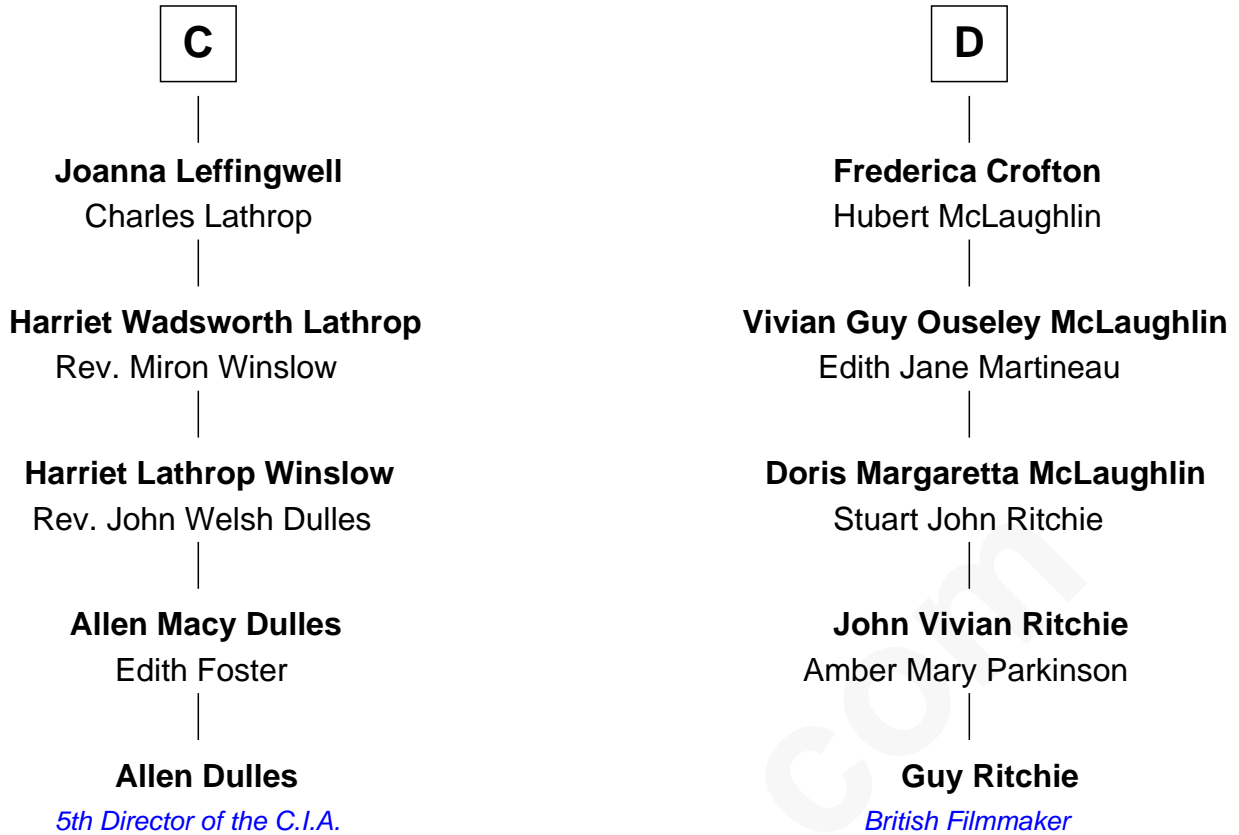 C
Joanna Leffingwell
Charles Lathrop
Harriet Wadsworth Lathrop
Rev. Miron Winslow
Harriet Lathrop Winslow
Rev. John Welsh Dulles
Allen Macy Dulles
Edith Foster
Allen Dulles
5th Director of the C.I.A.
D
Frederica Crofton
Hubert McLaughlin
Vivian Guy Ouseley McLaughlin
Edith Jane Martineau
Doris Margaretta McLaughlin
Stuart John Ritchie
John Vivian Ritchie
Amber Mary Parkinson
Guy Ritchie
British Filmmaker
com